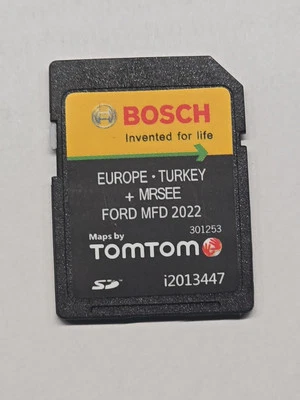 BOSCH
Invented for life
EUROPE · TURKEY
+ MRSEE
FORD MFD 2022
301253
Maps by
TOMTOM
SD
i2013447